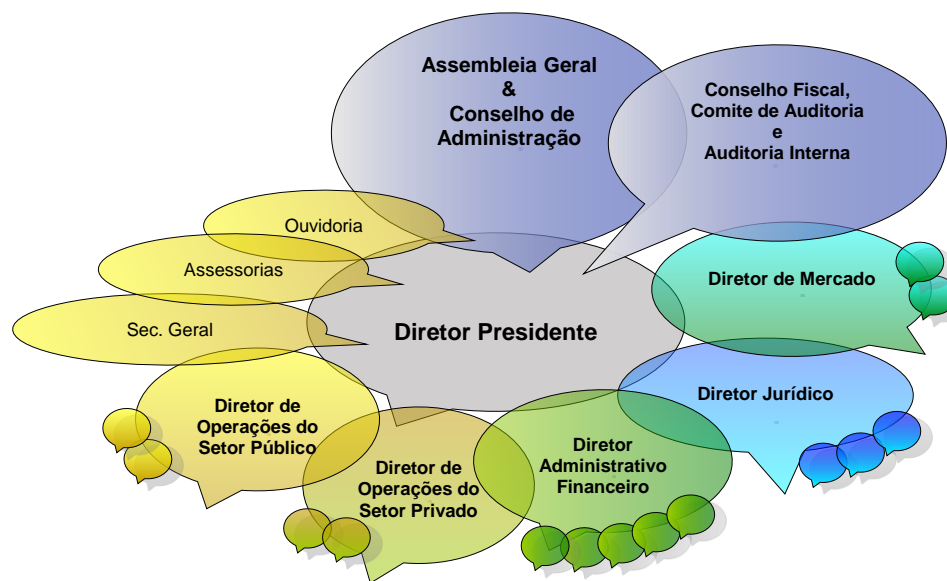 Assembleia Geral
&
Conselho de
Administração
Conselho Fiscal,
Comite de Auditoria
e
Auditoria Interna
Ouvidoria
Assessorias
Sec. Geral
Diretor Presidente
Diretor de Mercado
Diretor Jurídico
Diretor de
Operações do
Setor Público
Diretor de
Operações do
Setor Privado
Diretor
Administrativo
Financeiro